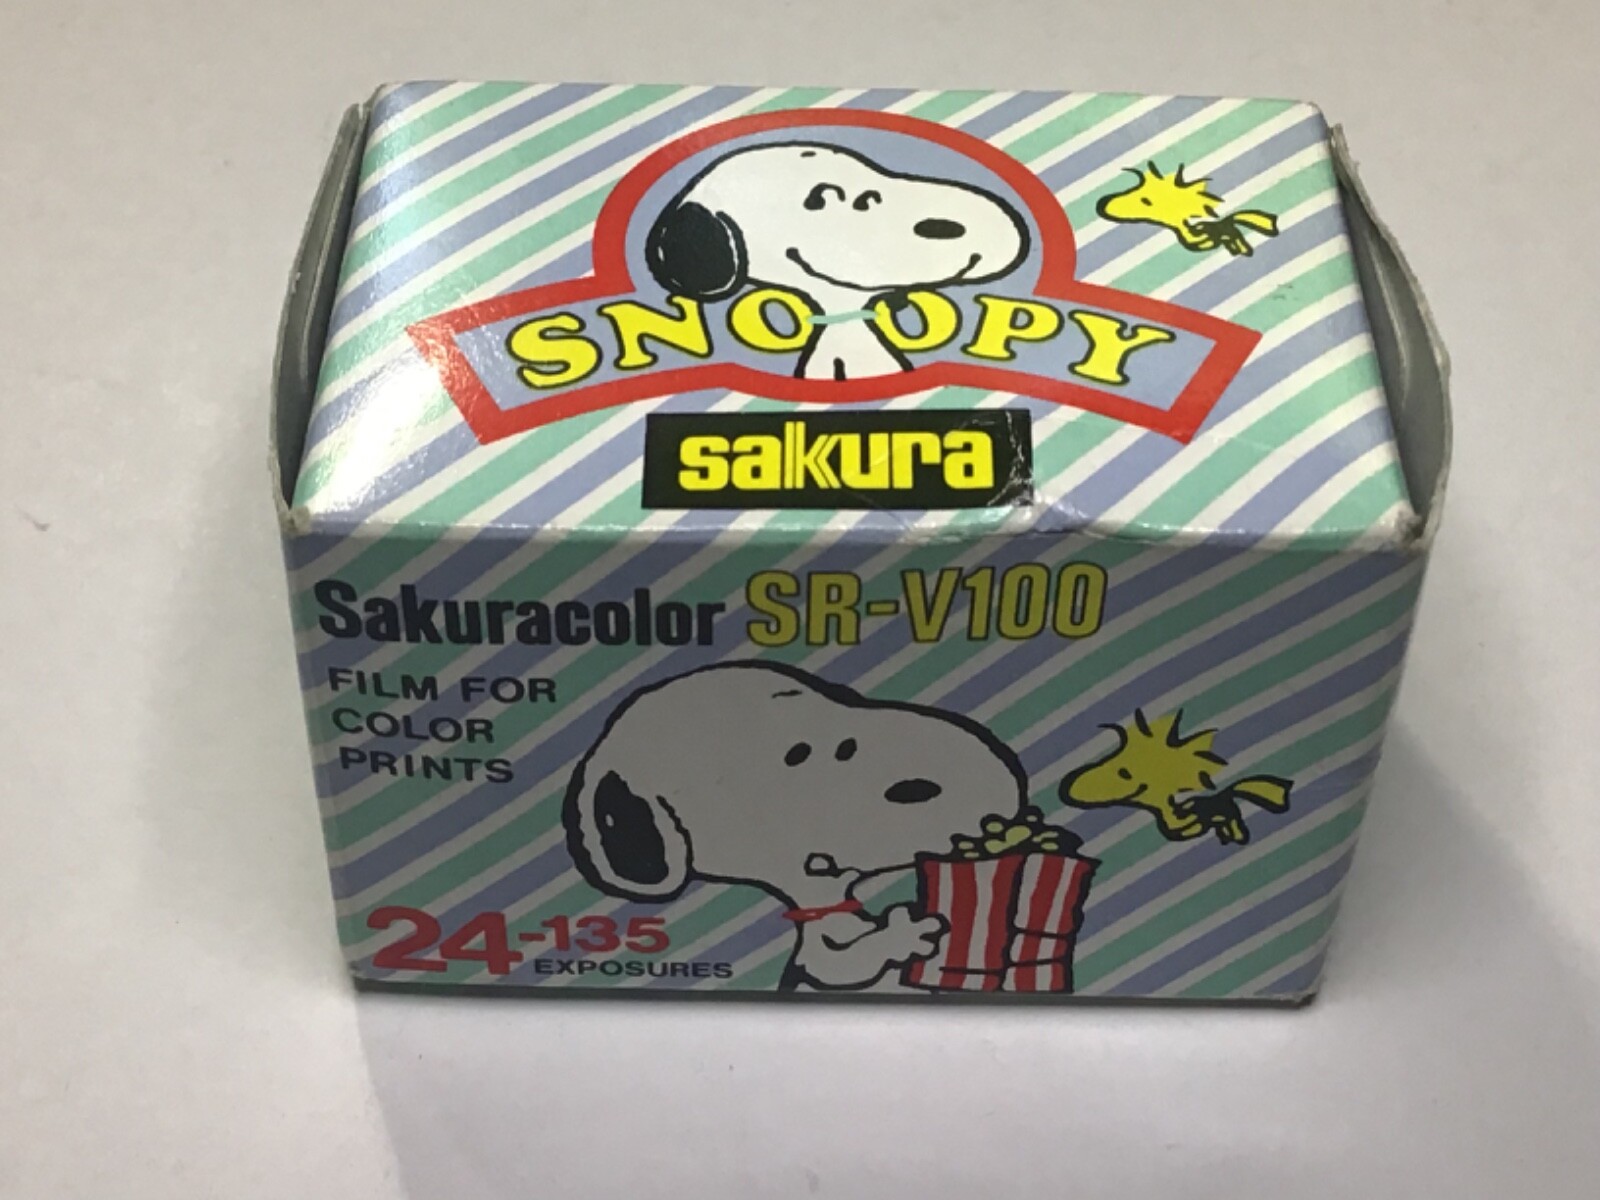 SNOOPY
sakura
Sakuracolor SR-V100
FILM FOR
COLOR
PRINTS
24-135
EXPOSURES